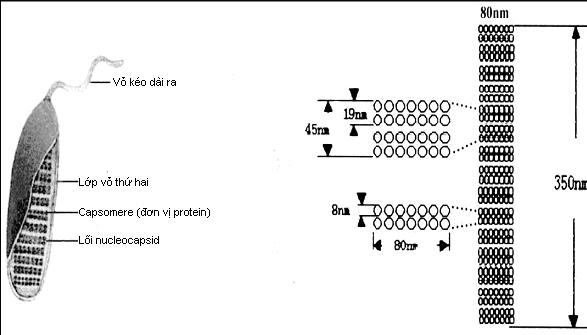 Vỏ kéo dài ra
Lớp vỏ thứ hai
Capsomere (đơn vị protein)
Lõi nucleocapsid
80nm
19nm
45nm
8nm
80nm
350nm